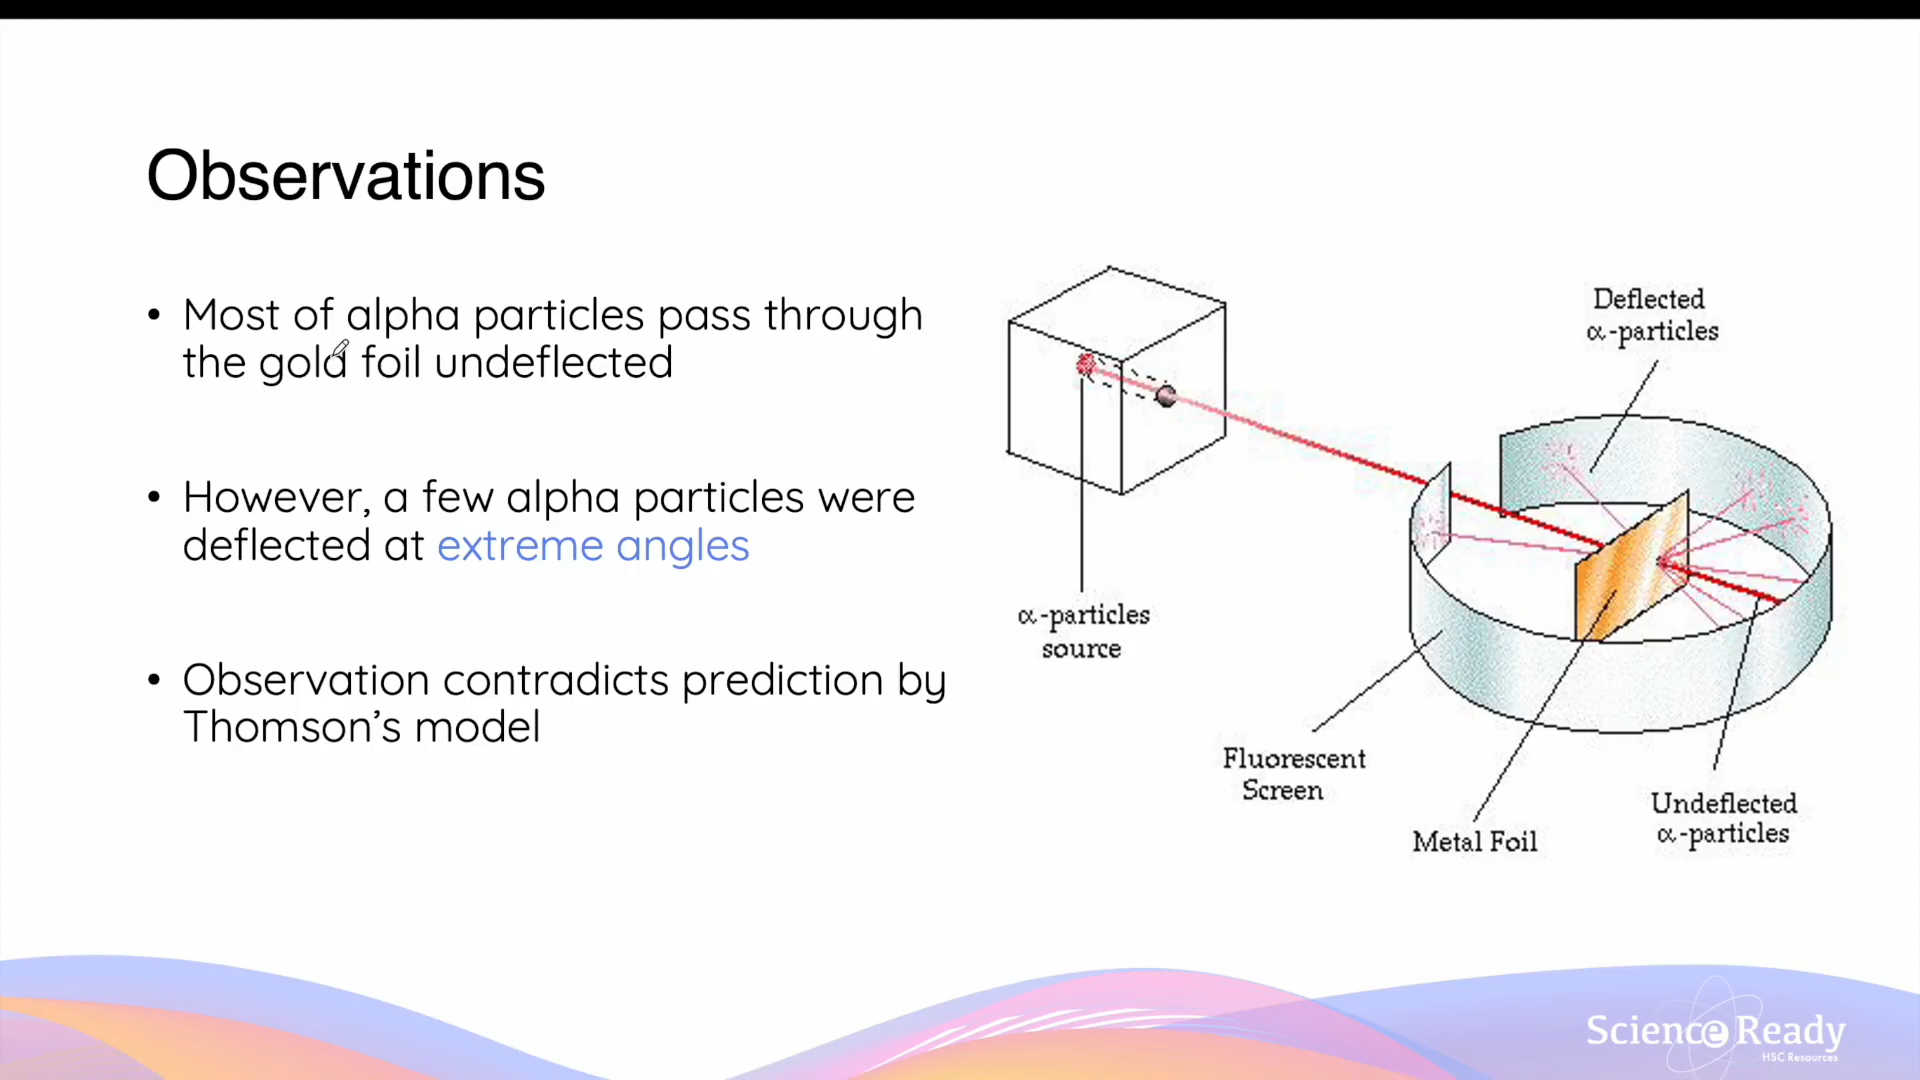 Observations
• Most of alpha particles pass through
the gold foil undeflected
• However, a few alpha particles were
deflected at extreme angles
• Observation contradicts prediction by
Thomson’s model
Deflected
α-particles
α-particles
source
Fluorescent
Screen
Metal Foil
Undeflected
α-particles
Science Ready
HSC Resources